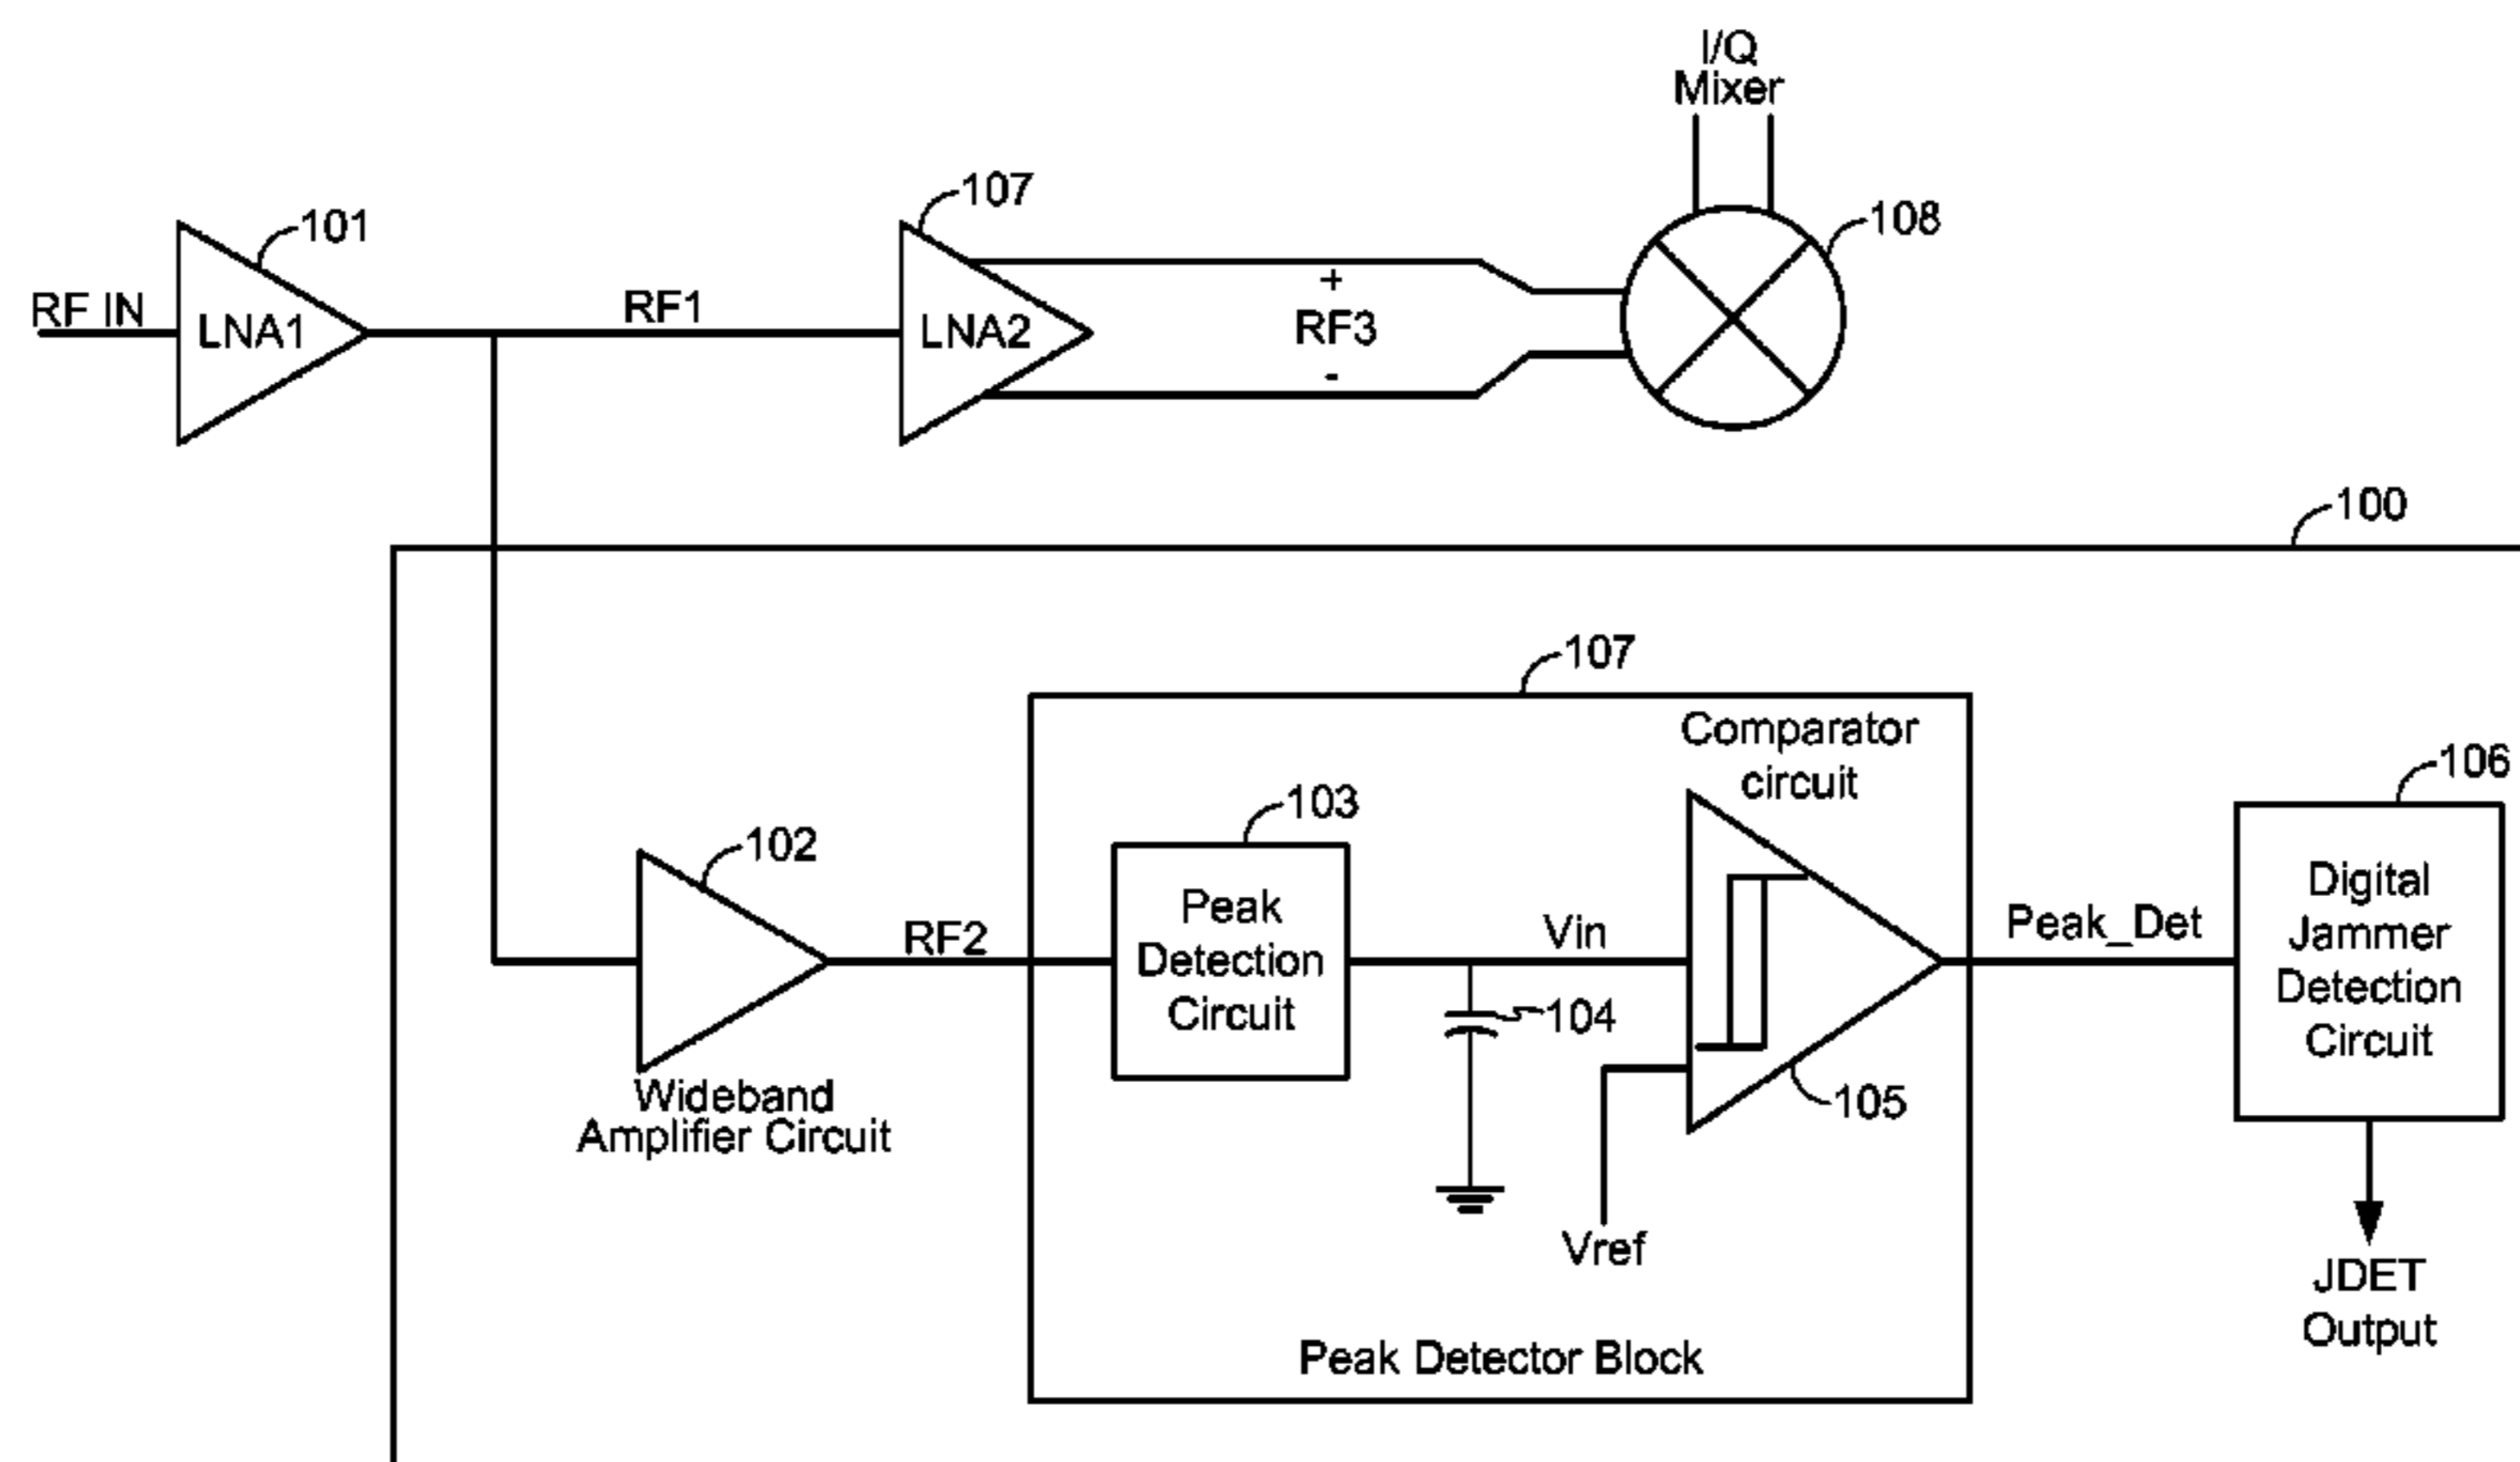 I/Q
Mixer
107
101
108
RF IN
LNA1
RF1
LNA2
+
RF3
-
100
107
Comparator
circuit
106
103
102
Peak
Detection
Circuit
RF2
Vin
Peak_Det
Digital
Jammer
Detection
Circuit
104
105
Wideband
Amplifier Circuit
Vref
JDET
Output
Peak Detector Block